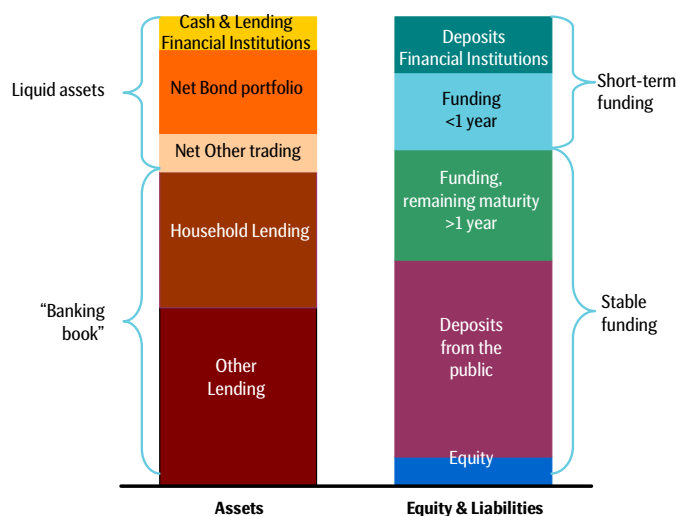 Liquid assets
“Banking
book”
Cash & Lending
Financial Institutions
Net Bond portfolio
Net Other trading
Household Lending
Other
Lending
Assets
Deposits
Financial Institutions
Funding
<1 year
Funding,
remaining maturity
>1 year
Deposits
from the
public
Equity
Equity & Liabilities
Short-term
funding
Stable
funding